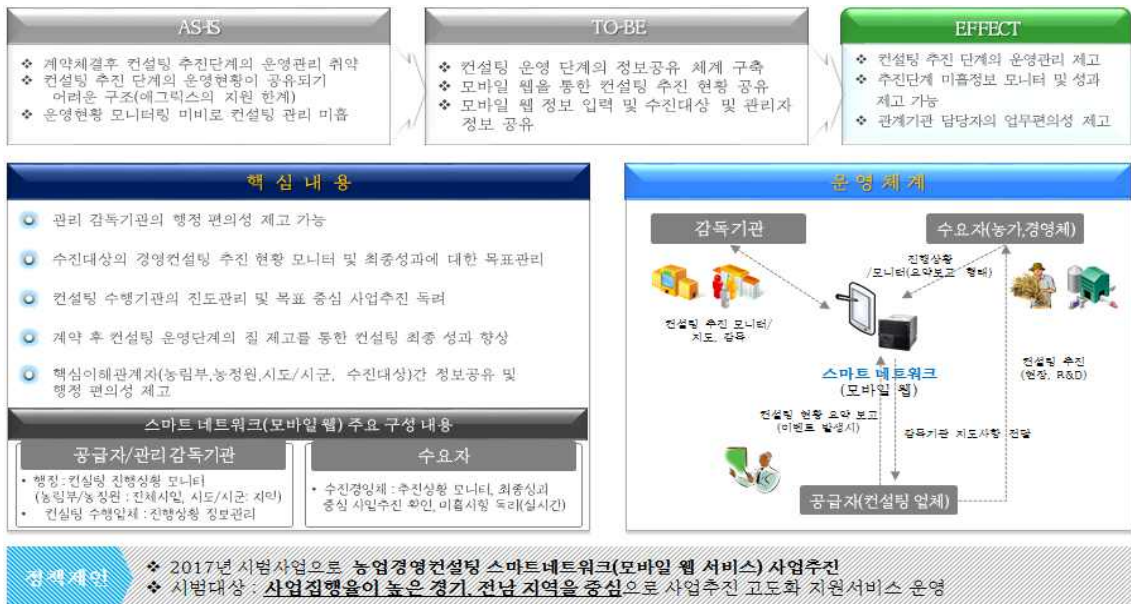 AS-IS
❖ 계약체결후 컨설팅 추진단계의 운영관리 취약
❖ 컨설팅 추진 단계의 운영현황이 공유되기
어려운 구조(애그릭스의 지원 한계)
❖ 운영현황 모니터링 미비로 컨설팅 관리 미흡
TO-BE
❖ 컨설팅 운영 단계의 정보공유 체계 구축
❖ 모바일 웹을 통한 컨설팅 추진 현황 공유
❖ 모바일 웹 정보 입력 및 수진대상 및 관리자
정보 공유
EFFECT
❖ 컨설팅 추진 단계의 운영관리 제고
❖ 추진단계 미흡정보 모니터 및 성과
제고 가능
❖ 관계기관 담당자의 업무편의성 제고
핵 심 내 용
관리 감독기관의 행정 편의성 제고 가능
수진대상의 경영컨설팅 추진 현황 모니터 및 최종성과에 대한 목표관리
컨설팅 수행기관의 진도관리 및 목표 중심 사업추진 독려
계약 후 컨설팅 운영단계의 질 제고를 통한 컨설팅 최종 성과 향상
핵심이해관계자(농림부,농정원,시도/시군, 수진대상)간 정보공유 및
행정 편의성 제고
스마트 네트워크(모바일 웹) 주요 구성 내용
공급자/관리 감독기관
• 행정 : 컨설팅 진행상황 모니터
(농림부/농정원 : 전체사업, 시도/시군: 지역)
• 컨설팅 수행업체 : 진행상황 정보관리
수요자
• 수진경영체 : 추진상황 모니터, 최종성과
중심 사업추진 확인, 미흡사항 독려(실시간)
운 영 체 계
감독기관
수요자(농가,경영체)
진행상황
/모니터(요약보고 형태)
컨설팅 추진 모니터/
지도, 감독
스마트 네트워크
(모바일 웹)
컨설팅 추진
(현장, R&D)
컨설팅 현황 요약 보고
(이벤트 발생시)
감독기관 지도사항 전달
공급자(컨설팅 업체)
정책제언
❖ 2017년 시범사업으로 농업경영컨설팅 스마트네트워크(모바일 웹 서비스) 사업추진
❖ 시범대상 : 사업집행율이 높은 경기, 전남 지역을 중심으로 사업추진 고도화 지원서비스 운영